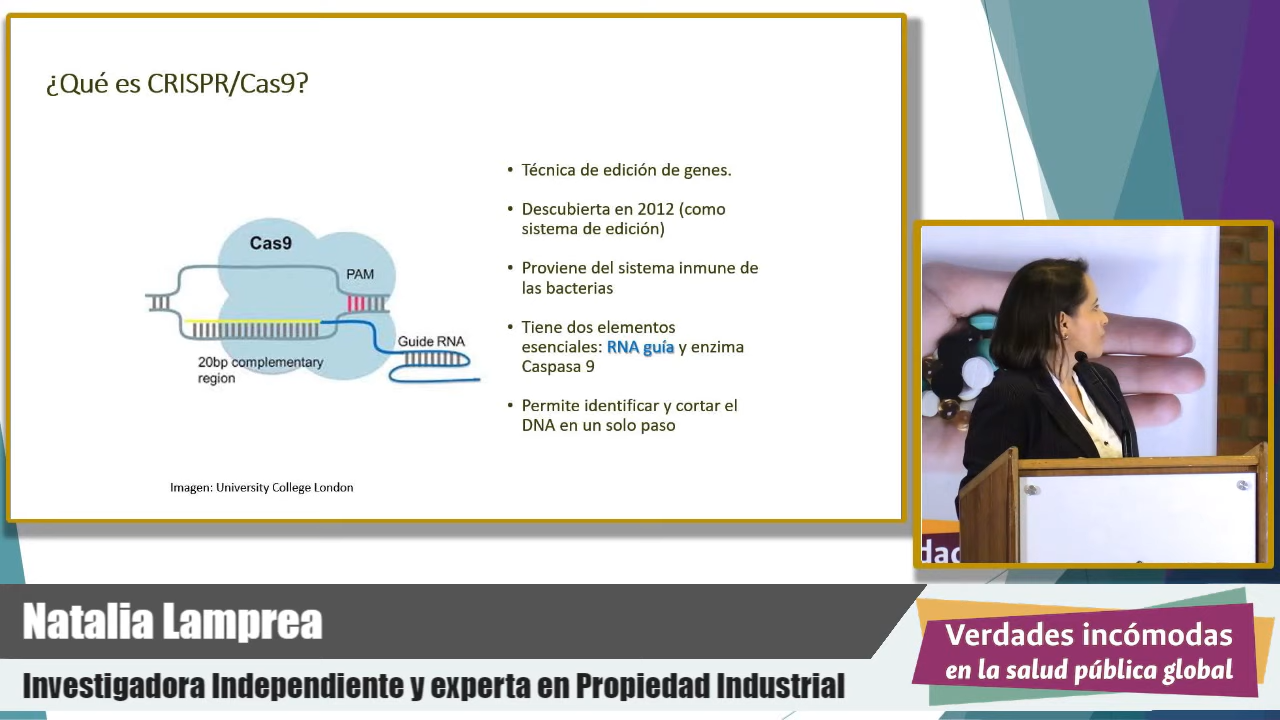 ¿Qué es CRISPR/Cas9?
Cas9
PAM
Guide RNA
20bp complementary
region
• Técnica de edición de genes.
• Descubierta en 2012 (como
sistema de edición)
• Proviene del sistema inmune de
las bacterias
• Tiene dos elementos
esenciales: RNA guía y enzima
Caspasa 9
• Permite identificar y cortar el
DNA en un solo paso
Imagen: University College London
dac
Natalia Lamprea
Investigadora Independiente y experta en Propiedad Industrial
Verdades incómodas
en la salud pública global